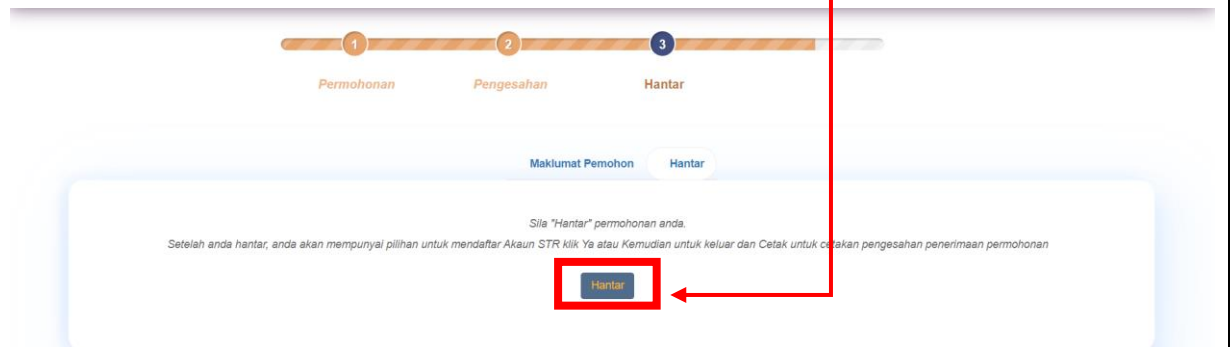 1 2 3
Permohonan Pengesahan Hantar
Maklumat Pemohon Hantar
Sila "Hantar" permohonan anda.
Setelah anda hantar, anda akan mempunyai pilihan untuk mendaftar Akaun STR klik Ya atau Kemudian untuk keluar dan Cetak untuk cetakan pengesahan penerimaan permohonan
Hantar